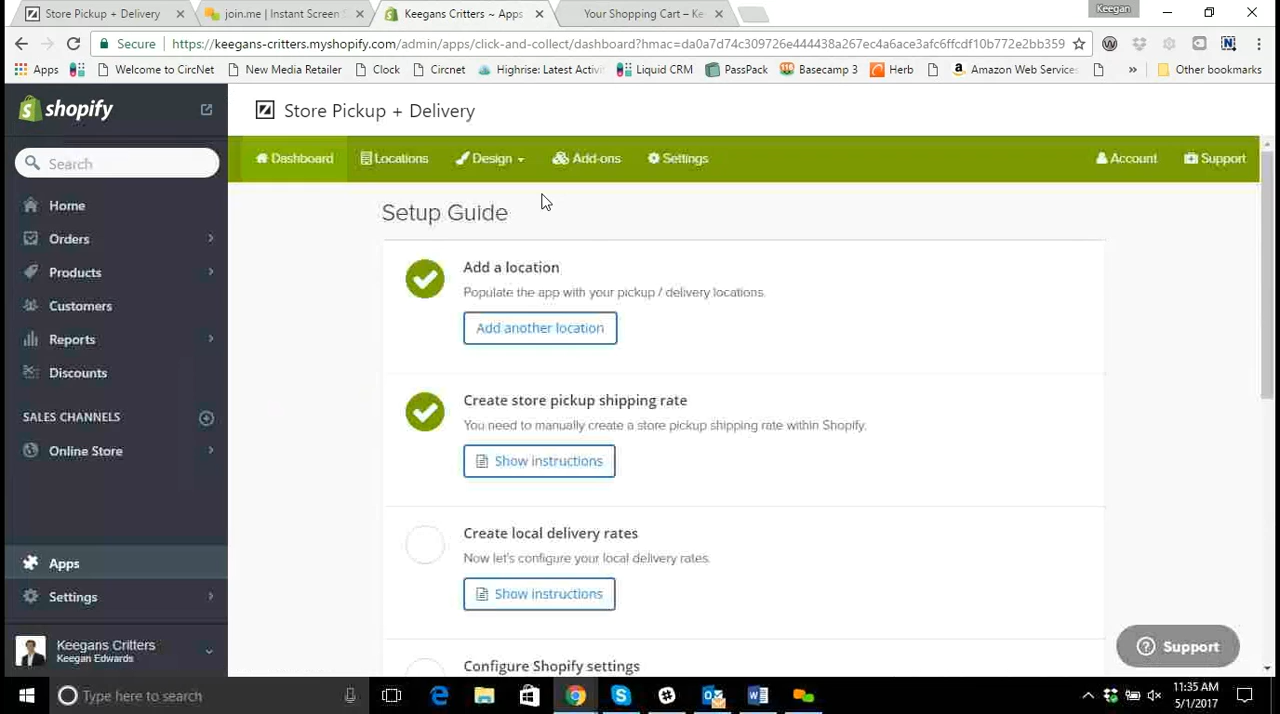 Store Pickup + Delivery
join.me | Instant Screen S
Keegans Critters ~ Apps
Your Shopping Cart – Ke
Keegan
Secure
https://keegans-critters.myshopify.com/admin/apps/click-and-collect/dashboard?hmac=da0a7d74c309726e444438a267ec4a6ace3afc6ffcdf10b772e2bb359
Apps
Welcome to CircNet
New Media Retailer
Clock
Circnet
Highrise: Latest Activi
Liquid CRM
PassPack
Basecamp 3
Herb
Amazon Web Services
Other bookmarks
shopify
Store Pickup + Delivery
Search
Dashboard
Locations
Design
Add-ons
Settings
Account
Support
Home
Orders
Products
Customers
Reports
Discounts
SALES CHANNELS
Online Store
Apps
Settings
Keegans Critters
Keegan Edwards
Setup Guide
Add a location
Populate the app with your pickup / delivery locations.
Add another location
Create store pickup shipping rate
You need to manually create a store pickup shipping rate within Shopify.
Show instructions
Create local delivery rates
Now let's configure your local delivery rates.
Show instructions
Configure Shopify settings
Support
Type here to search
11:35 AM
5/1/2017